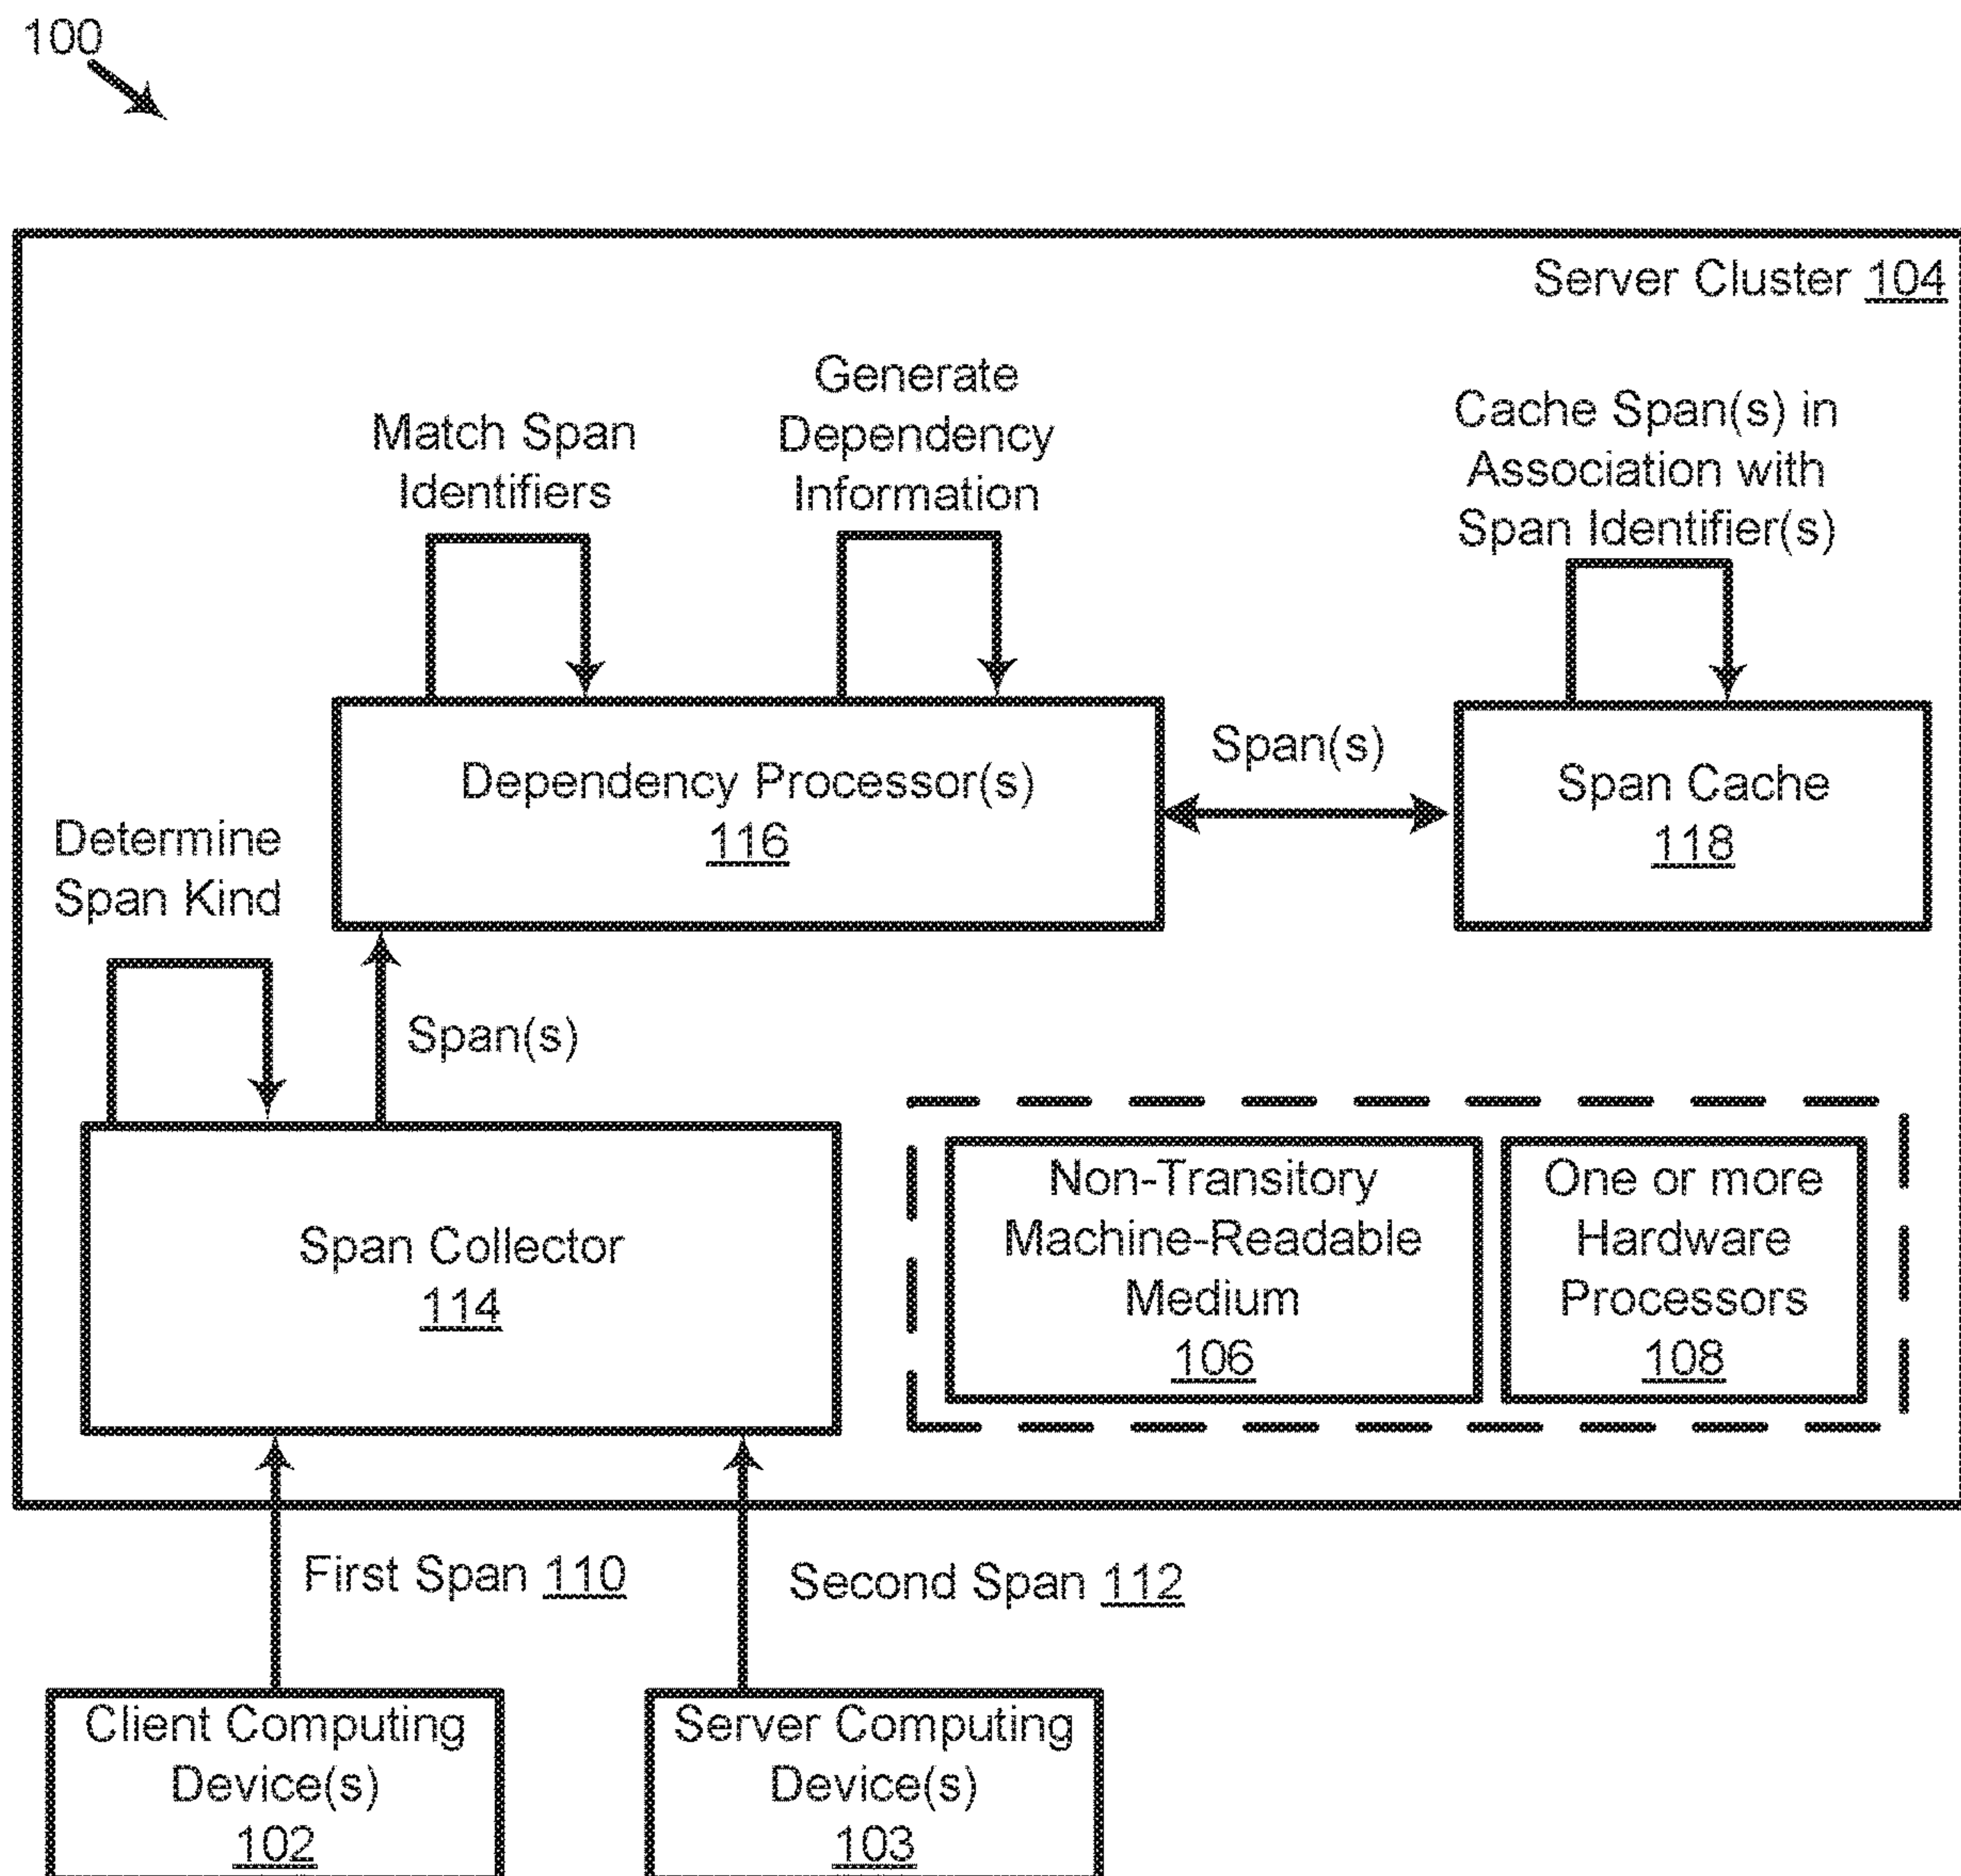 100
Server Cluster 104
Match Span
Identifiers
Generate
Dependency
Information
Cache Span(s) in
Association with
Span Identifier(s)
Dependency Processor(s)
116
Span(s)
Span Cache
118
Determine
Span Kind
Span(s)
Span Collector
114
Non-Transitory
Machine-Readable
Medium
106
One or more
Hardware
Processors
108
First Span 110
Second Span 112
Client Computing
Device(s)
102
Server Computing
Device(s)
103